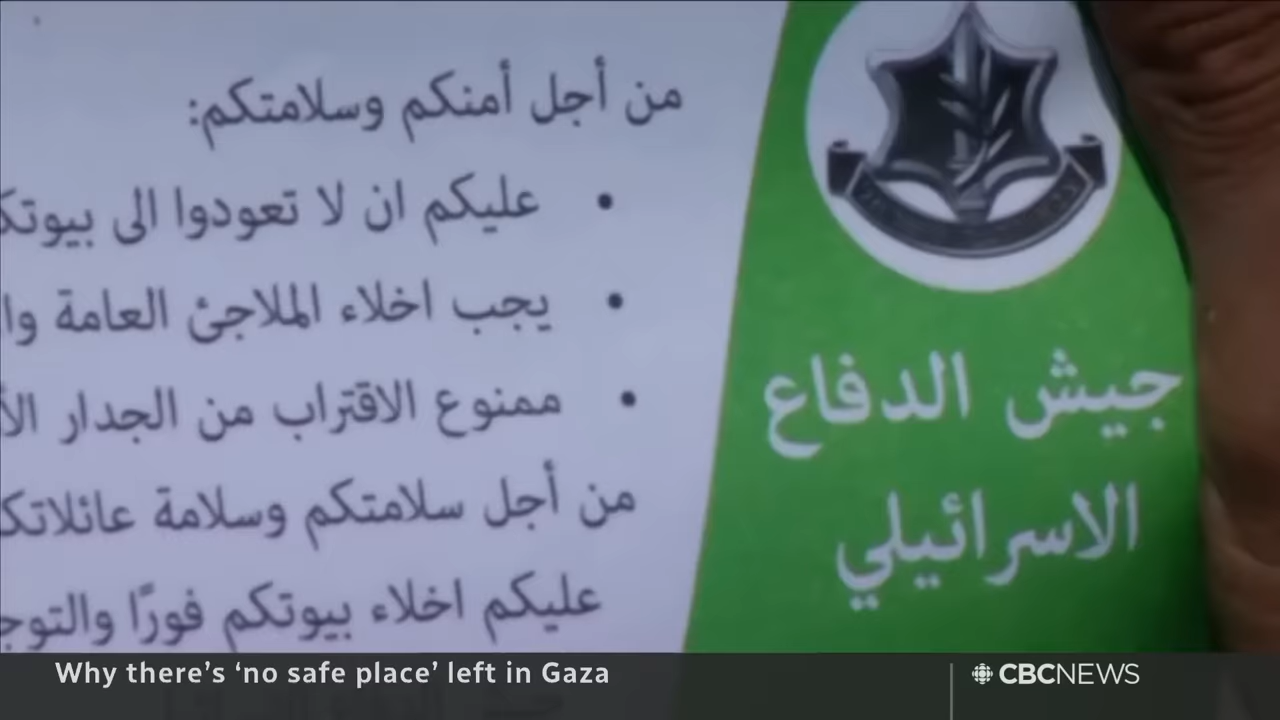 من أجل أمنكم وسلامتكم:
• عليكم ان لا تعودوا الى
• يجب اخلاء الملاجئ العامة
• ممنوع الاقتراب من الجدار
من أجل سلامتكم وسلامة
عليكم اخلاء بيوتكم فورًا
جيش الدفاع
الاسرائيلي
Why there's ‘no safe place’ left in Gaza
CBCNEWS